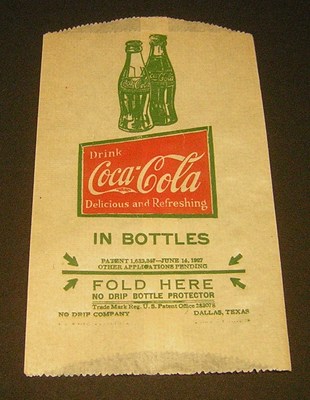 Drink
Coca-Cola
Delicious and Refreshing
IN BOTTLES
PATENT 1,632,347—JUNE 14, 1927
OTHER APPLICATIONS PENDING
FOLD HERE
NO DRIP BOTTLE PROTECTOR
Trade Mark Reg. U. S. Patent Office
NO DRIP COMPANY DALLAS, TEXAS